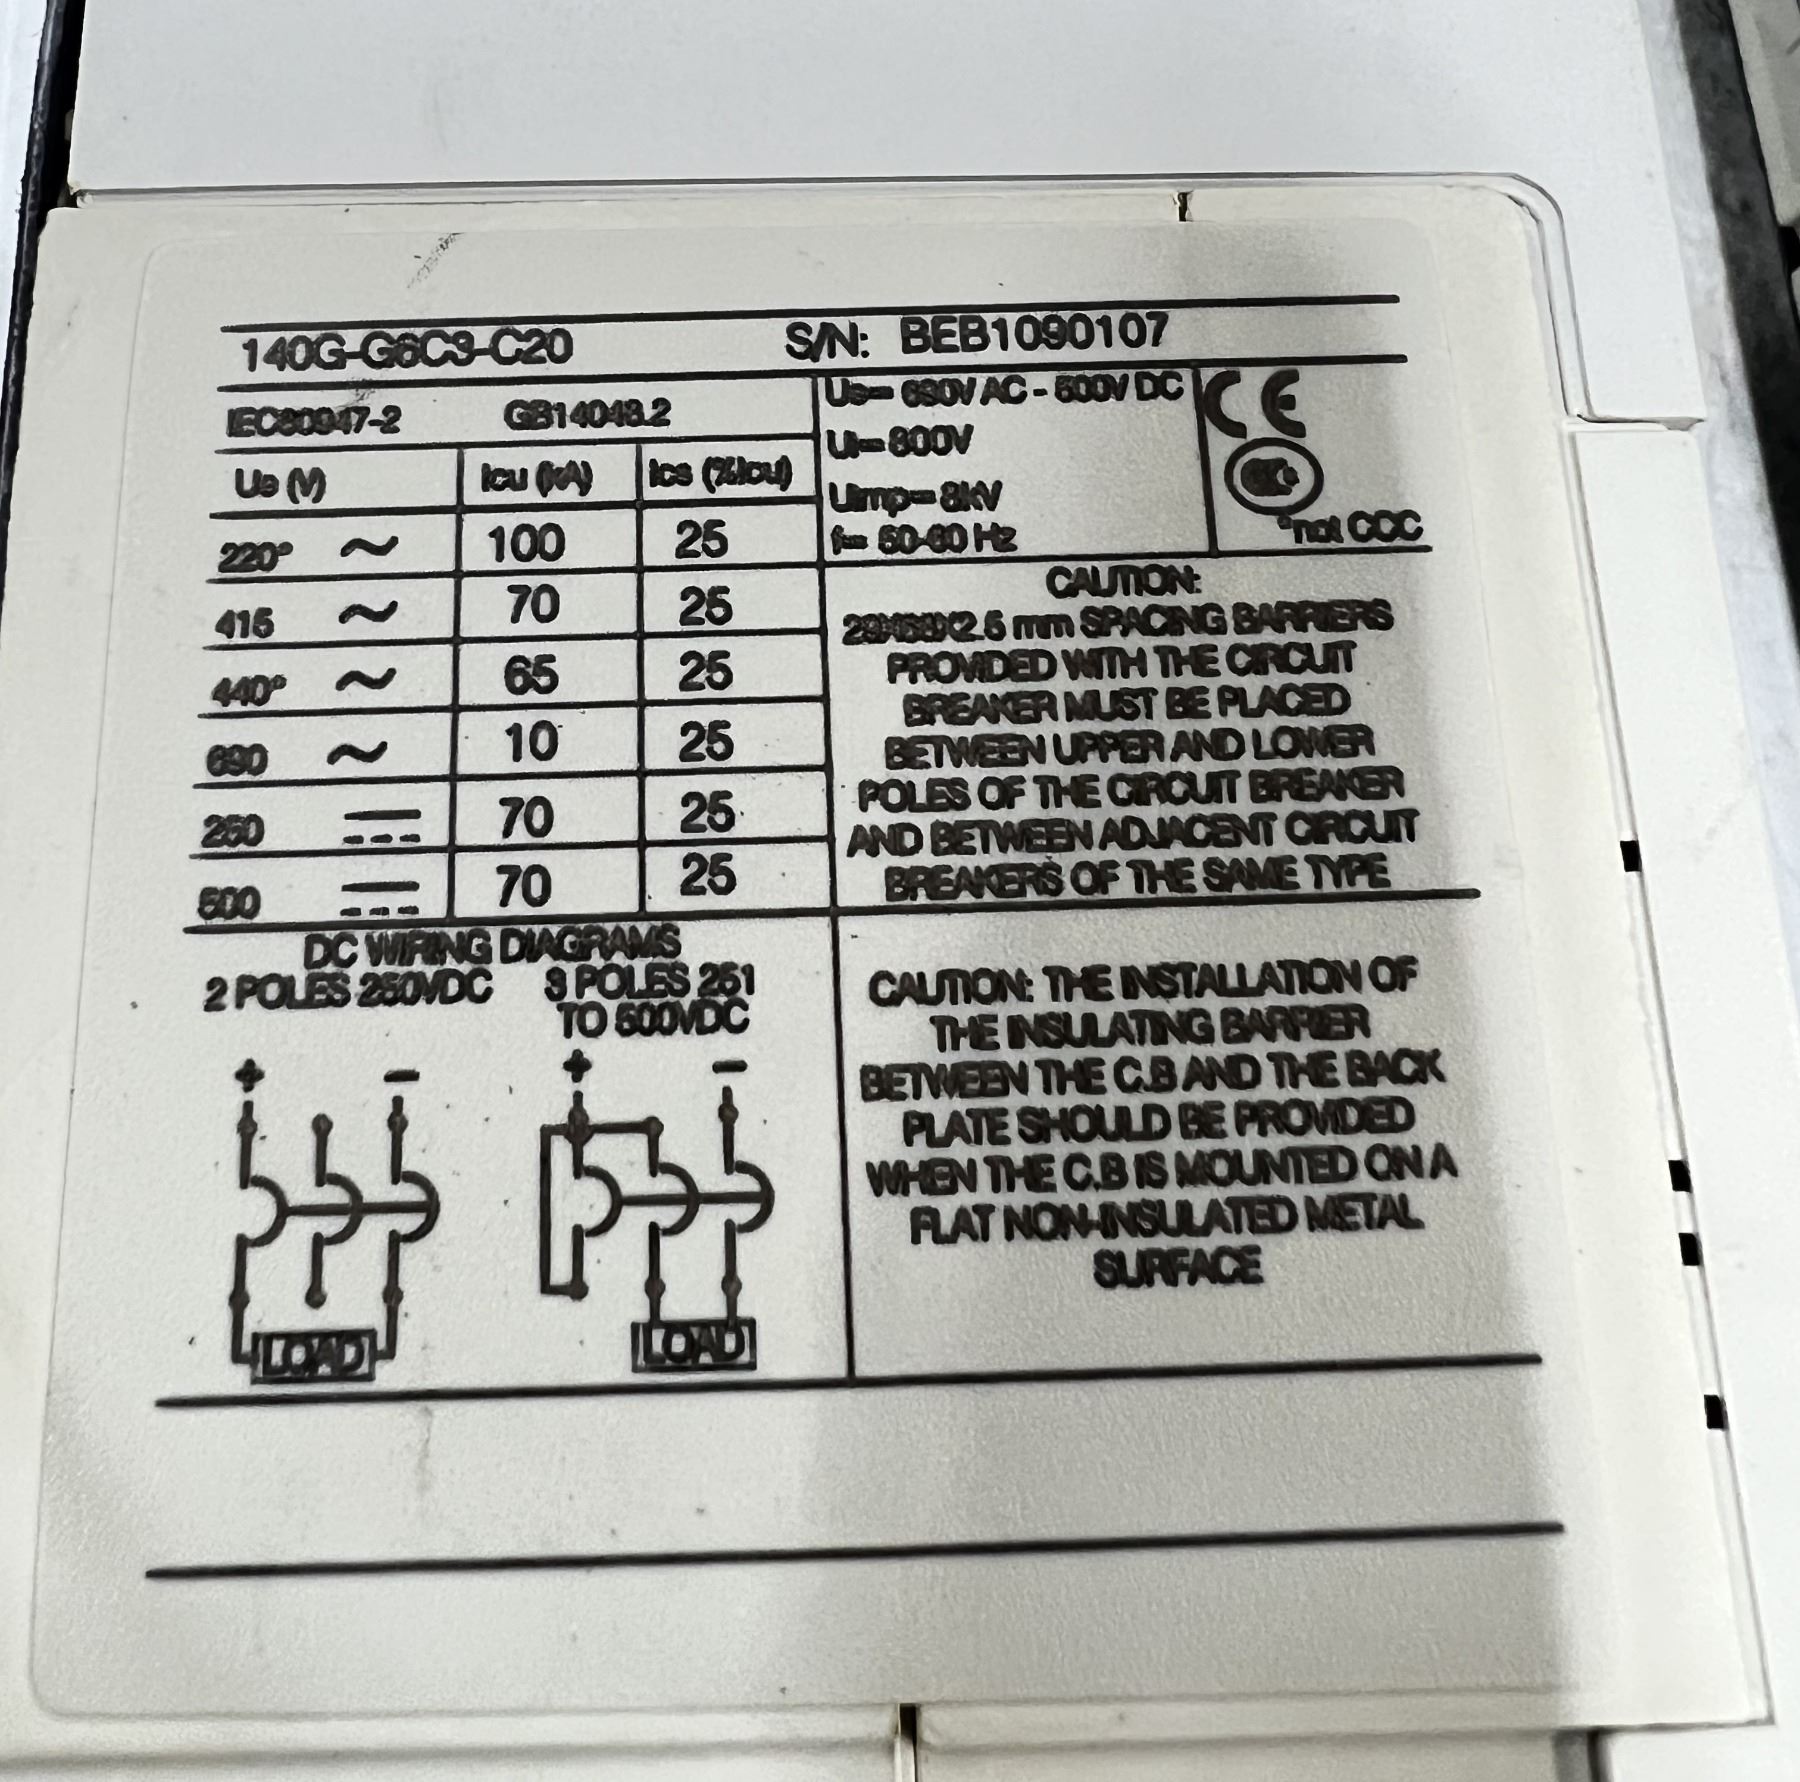 140G-G6C3-C20 S/N: BEB1090107
IEC60947-2 GB14048.2
Ue= 690V AC - 500V DC
Ui= 800V
Uimp= 8kV
f= 50-60 Hz
CE
*not CCC
Ue (V) Icu (kA) Ics (%Icu)
220* ~ 100 25
415 ~ 70 25
440* ~ 65 25
690 ~ 10 25
250 70 25
500 70 25
CAUTION:
2.5 mm SPACING BARRIERS
PROVIDED WITH THE CIRCUIT
BREAKER MUST BE PLACED
BETWEEN UPPER AND LOWER
POLES OF THE CIRCUIT BREAKER
AND BETWEEN ADJACENT CIRCUIT
BREAKERS OF THE SAME TYPE
DC WIRING DIAGRAMS
2 POLES 250VDC
3 POLES 251
TO 500VDC
+ -
+ -
LOAD
LOAD
CAUTION: THE INSTALLATION OF
THE INSULATING BARRIER
BETWEEN THE C.B AND THE BACK
PLATE SHOULD BE PROVIDED
WHEN THE C.B IS MOUNTED ON A
FLAT NON-INSULATED METAL
SURFACE